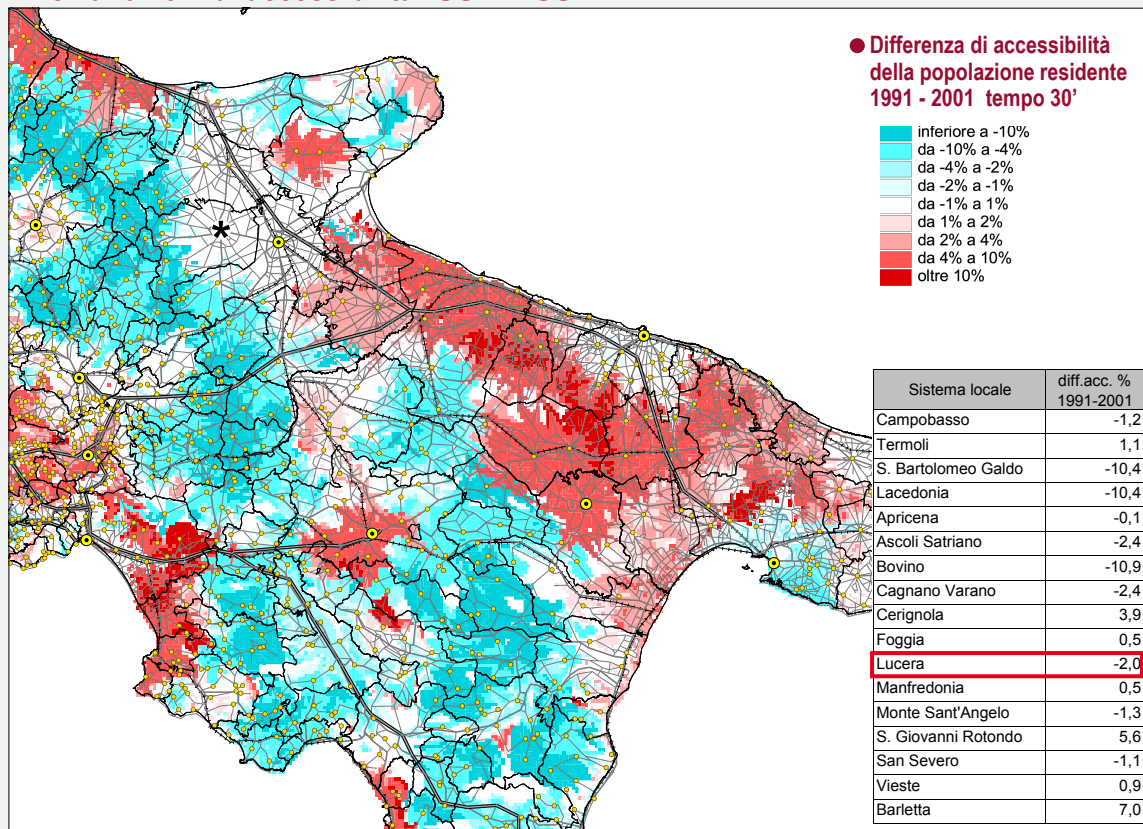 ● Differenza di accessibilità
della popolazione residente
1991 - 2001 tempo 30’
inferiore a -10%
da -10% a -4%
da -4% a -2%
da -2% a -1%
da -1% a 1%
da 1% a 2%
da 2% a 4%
da 4% a 10%
oltre 10%
*
Sistema locale diff.acc. % 1991-2001
Campobasso -1,2
Termoli 1,1
S. Bartolomeo Galdo -10,4
Lacedonia -10,4
Apricena -0,1
Ascoli Satriano -2,4
Bovino -10,9
Cagnano Varano -2,4
Cerignola 3,9
Foggia 0,5
Lucera -2,0
Manfredonia 0,5
Monte Sant'Angelo -1,3
S. Giovanni Rotondo 5,6
San Severo -1,1
Vieste 0,9
Barletta 7,0